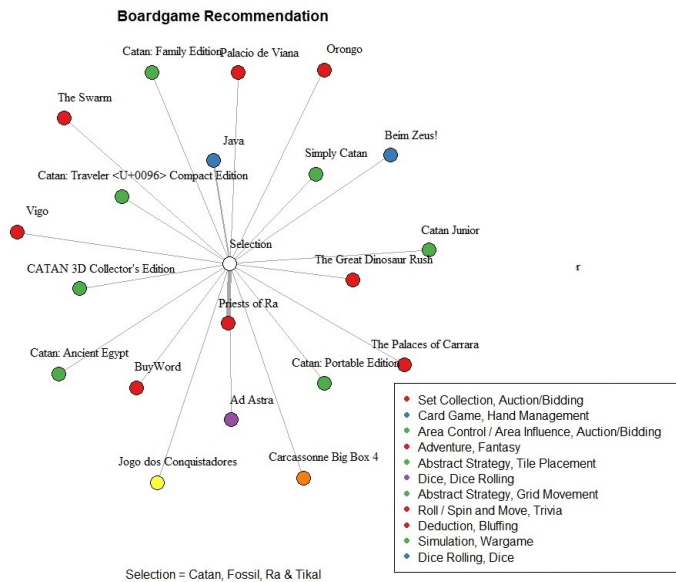 Boardgame Recommendation
Catan: Family Edition
Palacio de Viana
Orongo
The Swarm
Java
Beim Zeus!
Simply Catan
Catan: Traveler <U+0096> Compact Edition
Vigo
Catan Junior
Selection
The Great Dinosaur Rush
CATAN 3D Collector's Edition
r
Priests of Ra
The Palaces of Carrara
Catan: Ancient Egypt
BuyWord
Catan: Portable Edition
Ad Astra
Jogo dos Conquistadores
Carcassonne Big Box 4
Set Collection, Auction/Bidding
Card Game, Hand Management
Area Control / Area Influence, Auction/Bidding
Adventure, Fantasy
Abstract Strategy, Tile Placement
Dice, Dice Rolling
Abstract Strategy, Grid Movement
Roll / Spin and Move, Trivia
Deduction, Bluffing
Simulation, Wargame
Dice Rolling, Dice
Selection = Catan, Fossil, Ra & Tikal